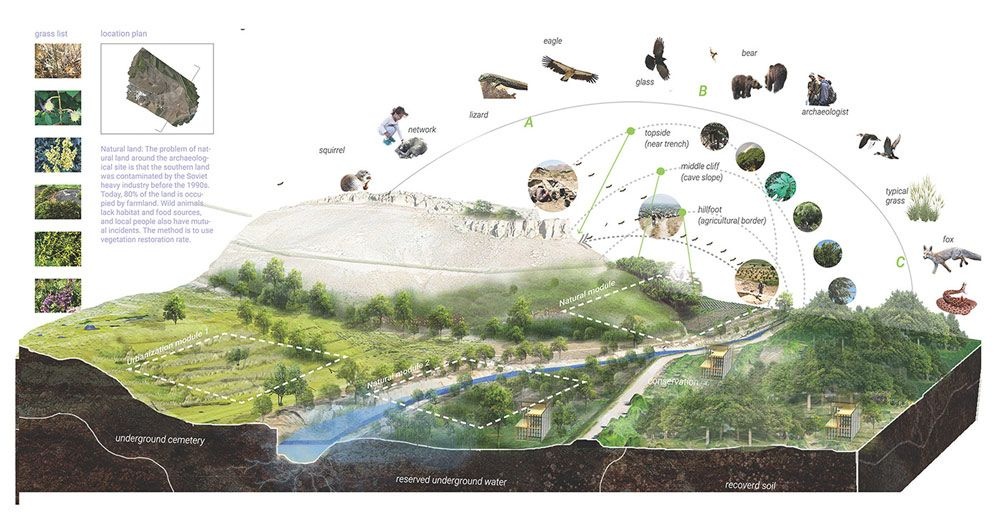 grass list
location plan
Natural land: The problem of nat-
ural land around the archaeolog-
ical site is that the southern land
was contaminated by the Soviet
heavy industry before the 1990s.
Today, 80% of the land is occu-
pied by farmland. Wild animals
lack habitat and food sources,
and local people also have mutu-
al incidents. The method is to use
vegetation restoration rate.
squirrel
network
lizard
eagle
glass
bear
archaeologist
typical
grass
fox
A
B
C
topside
(near trench)
middle cliff
(cave slope)
hillfoot
(agricultural border)
Natural module
Urbanization module 1
Natural module
conservation
underground cemetery
reserved underground water
recoverd soil